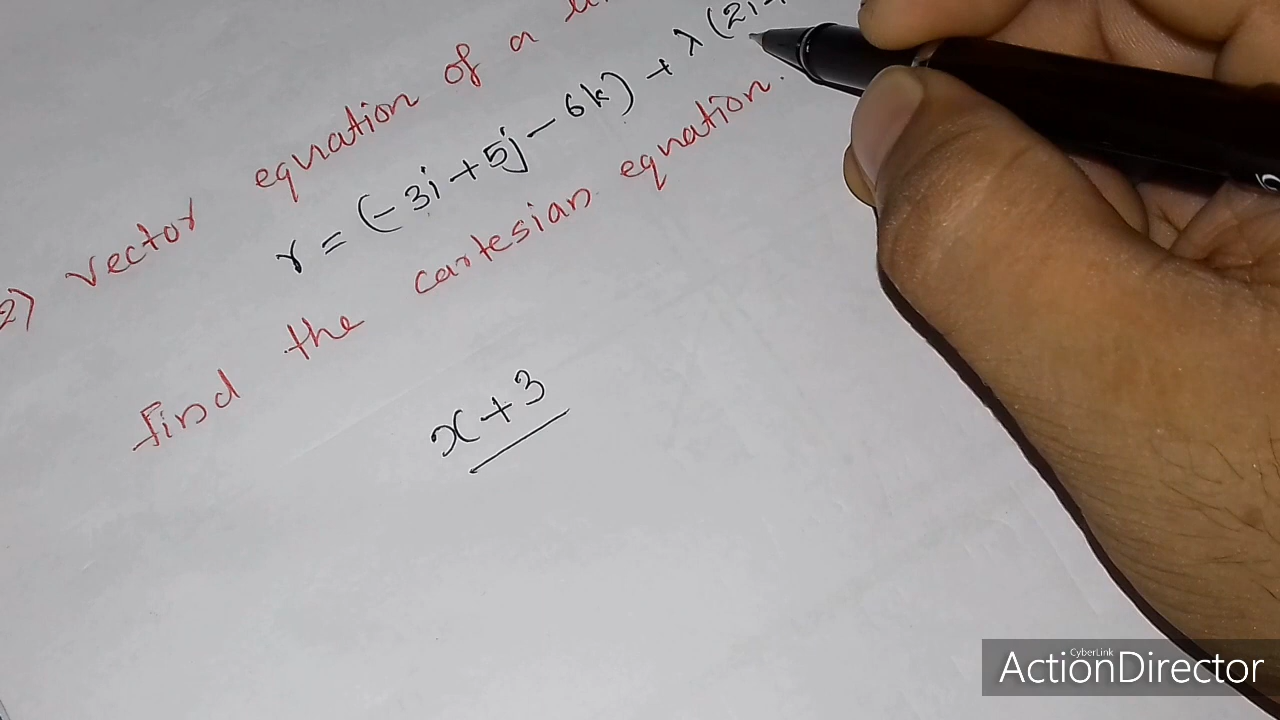 2) vector equation of a
r = (-3i + 5j - 6k) + λ (2i
find the cartesian equation.
x + 3
CyberLink
ActionDirector